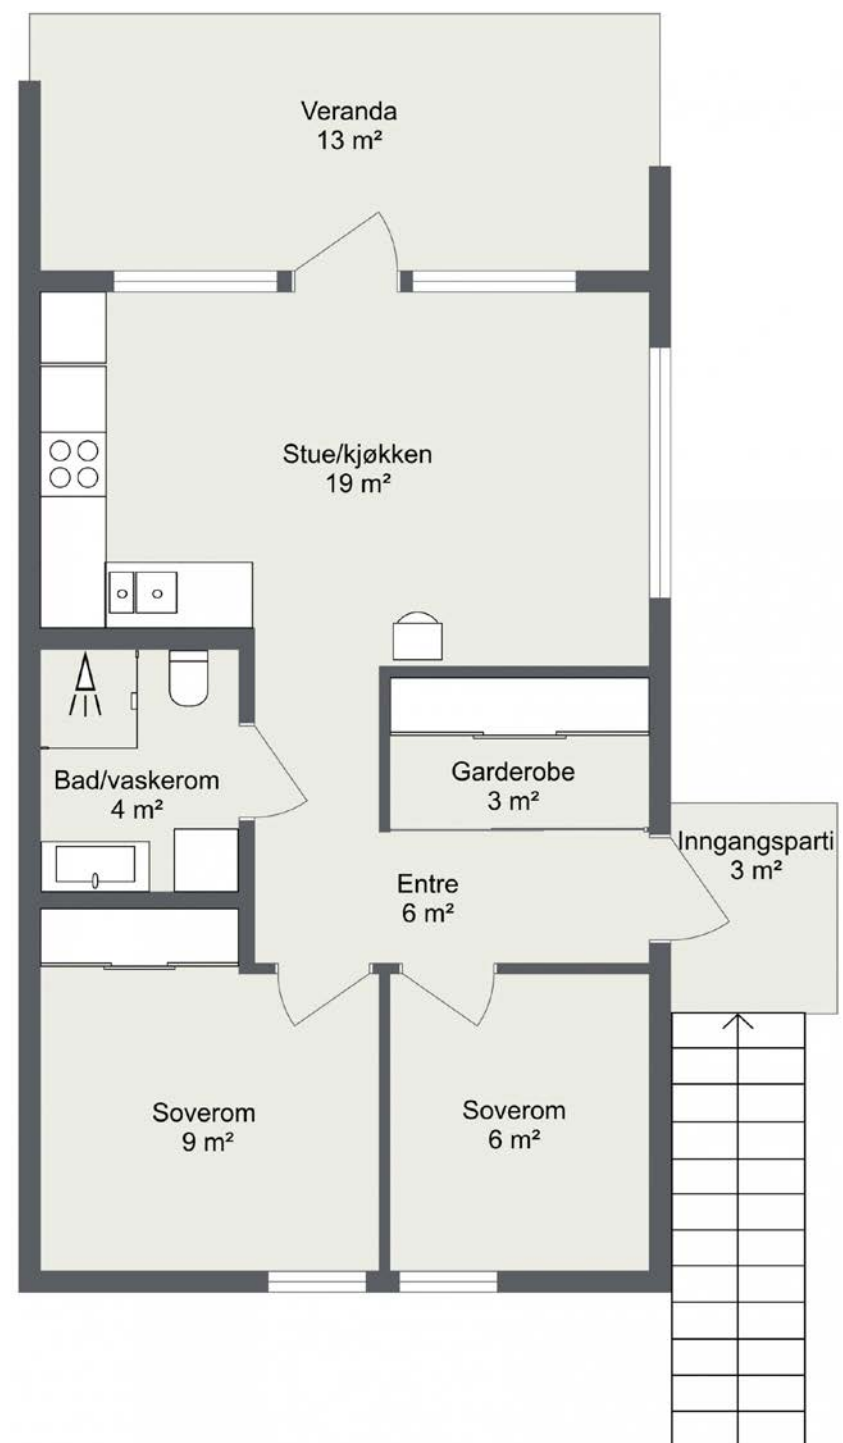 Veranda
13 m²
Stue/kjøkken
19 m²
Bad/vaskerom
4 m²
Garderobe
3 m²
Inngangsparti
3 m²
Entre
6 m²
Soverom
9 m²
Soverom
6 m²